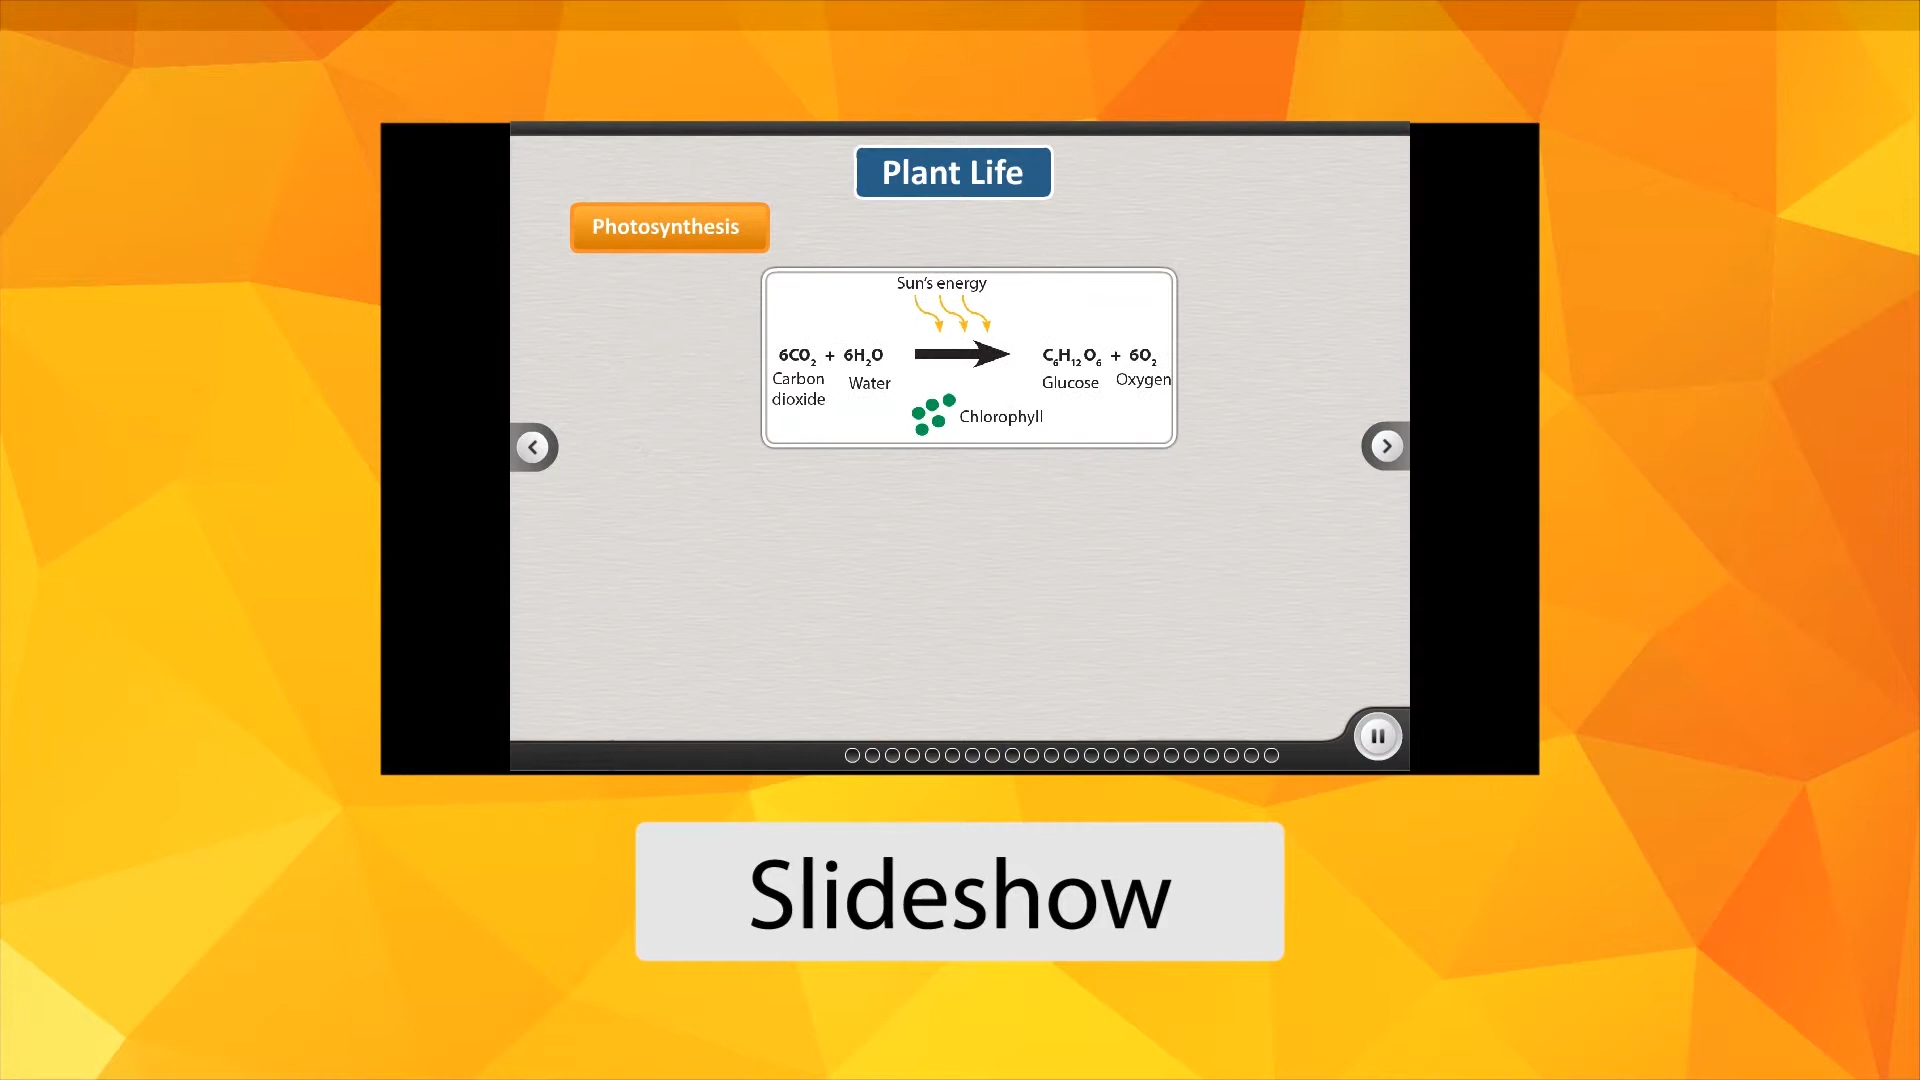 Plant Life
Photosynthesis
Sun's energy
6CO₂ + 6H₂O C₆H₁₂O₆ + 6O₂
Carbon dioxide Water Glucose Oxygen
Chlorophyll
Slideshow